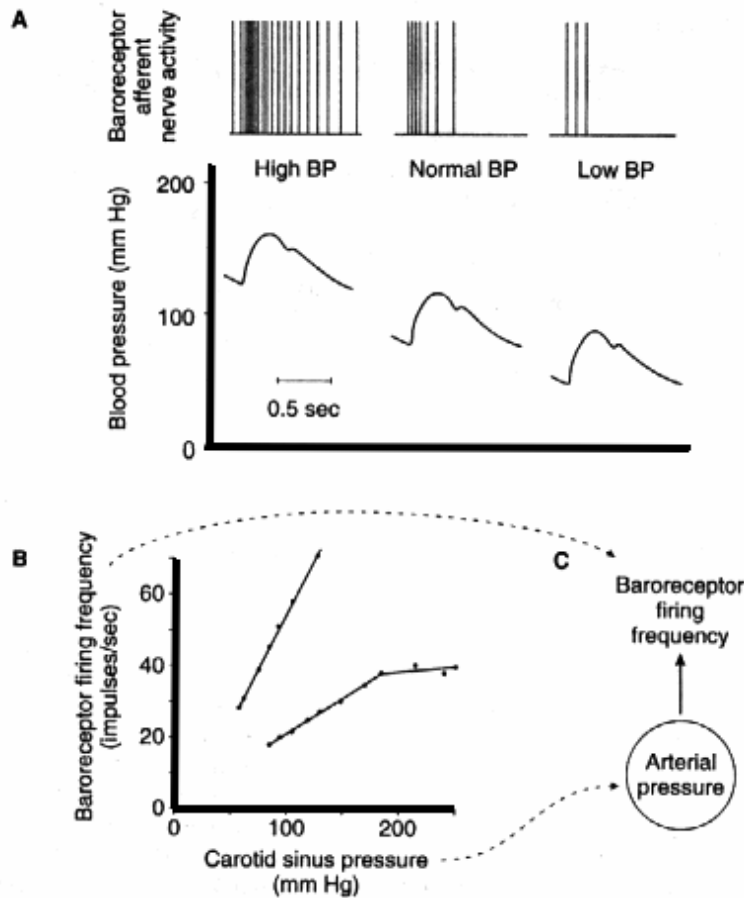 A
Baroreceptor
afferent
nerve activity
High BP
Normal BP
Low BP
Blood pressure (mm Hg)
200
100
0
0.5 sec
B
Baroreceptor firing frequency
(impulses/sec)
60
40
20
0
0
100
200
Carotid sinus pressure
(mm Hg)
C
Baroreceptor
firing
frequency
Arterial
pressure